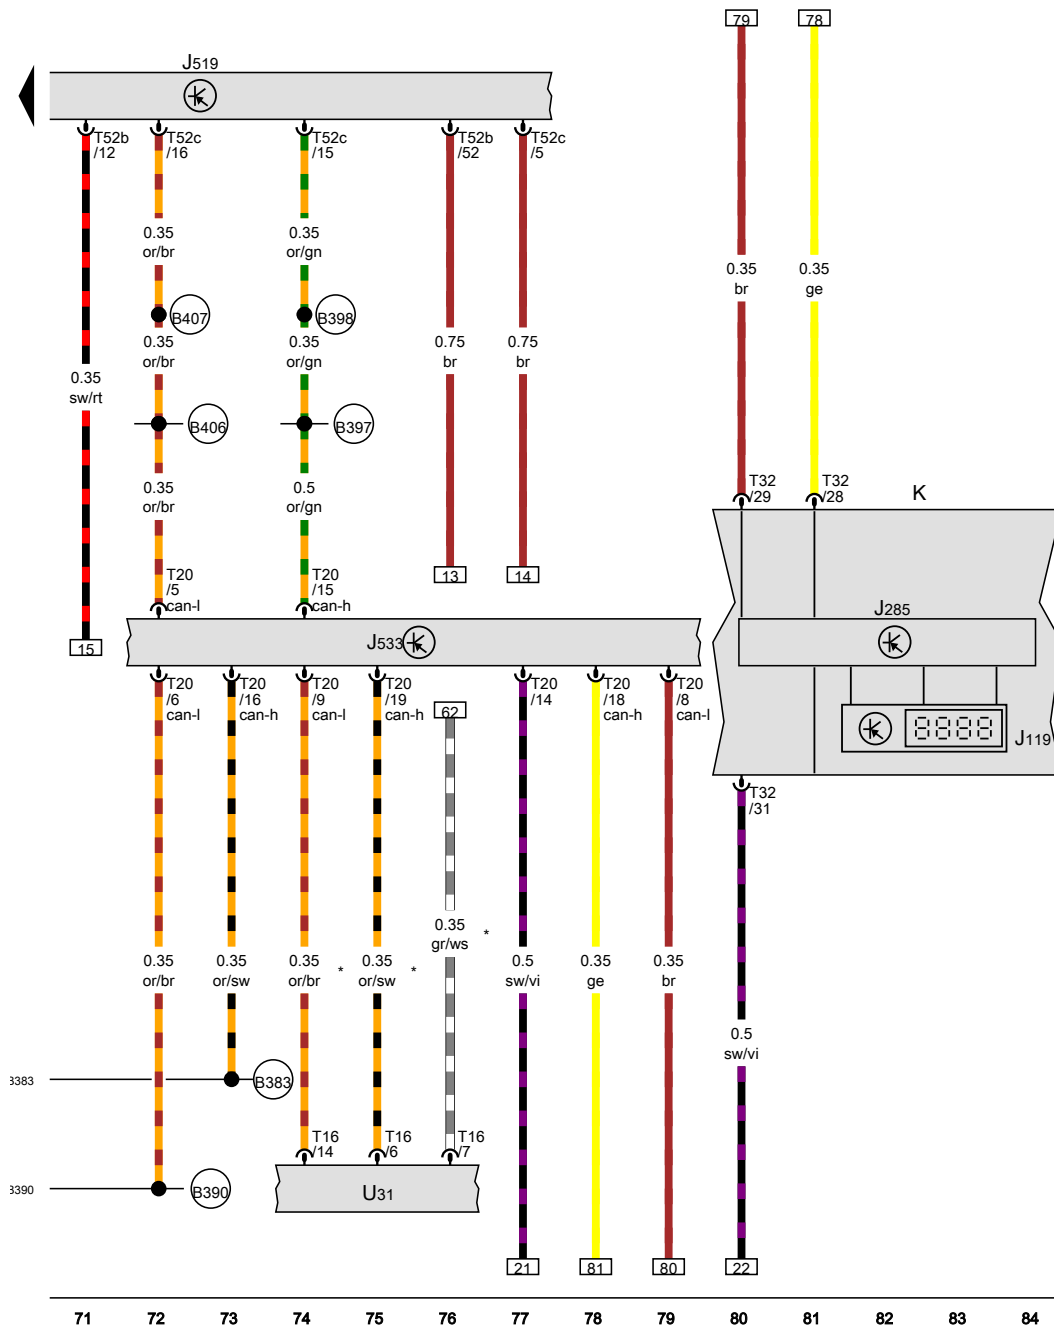 79
78
J519
T52b
/12
T52c
/16
T52c
/15
T52b
/52
T52c
/5
0.35
or/br
0.35
or/gn
0.35
br
0.35
ge
B407
B398
0.35
or/br
0.35
or/gn
0.75
br
0.75
br
0.35
sw/rt
B406
B397
0.35
or/br
0.5
or/gn
T32
/29
T32
/28
K
T20
/5
can-l
T20
/15
can-h
13
14
15
J533
J285
T20
/6
can-l
T20
/16
can-h
T20
/9
can-l
T20
/19
can-h
62
T20
/14
T20
/18
can-h
T20
/8
can-l
8888
J119
T32
/31
0.35
gr/ws
*
0.35
or/br
0.35
or/sw
0.35
or/br
*
0.35
or/sw
*
0.5
sw/vi
0.35
ge
0.35
br
0.5
sw/vi
3383
B383
T16
/14
T16
/6
T16
/7
3390
B390
U31
21
81
80
22
71 72 73 74 75 76 77 78 79 80 81 82 83 84